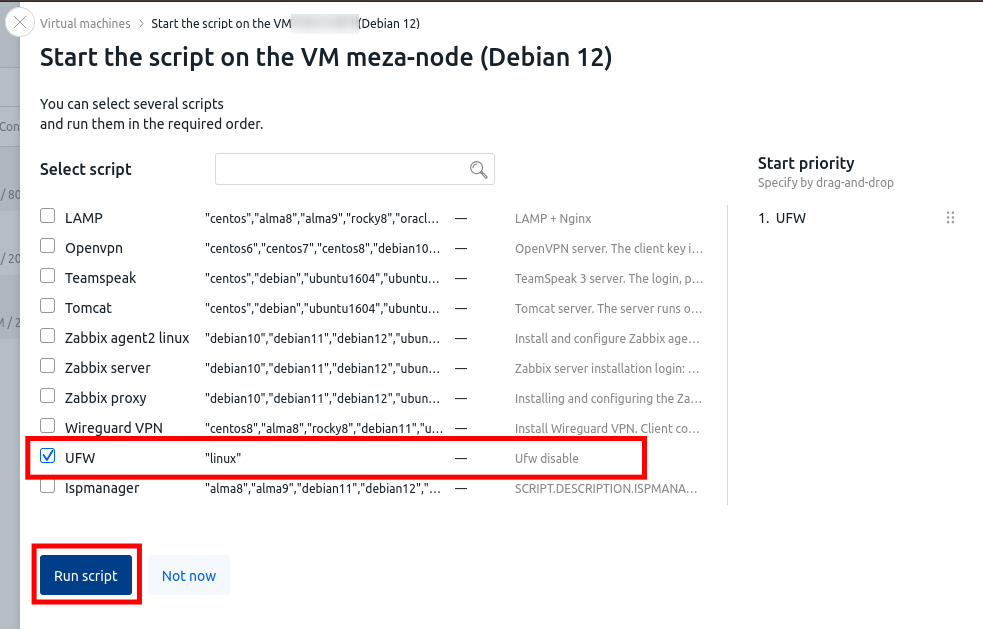 Virtual machines > Start the script on the VM (Debian 12)
Start the script on the VM meza-node (Debian 12)
You can select several scripts
and run them in the required order.
Con
/ 80
/ 20
M / 2
Select script
LAMP "centos","alma8","alma9","rocky8","oracl... — LAMP + Nginx
Openvpn "centos6","centos7","centos8","debian10... — OpenVPN server. The client key i...
Teamspeak "centos","debian","ubuntu1604","ubuntu... — TeamSpeak 3 server. The login, p...
Tomcat "centos","debian","ubuntu1604","ubuntu... — Tomcat server. The server runs o...
Zabbix agent2 linux "debian10","debian11","debian12","ubun... — Install and configure Zabbix age...
Zabbix server "debian10","debian11","debian12","ubun... — Zabbix server installation login: ...
Zabbix proxy "debian10","debian11","debian12","ubun... — Installing and configuring the Za...
Wireguard VPN "centos8","alma8","rocky8","debian11","u... — Install Wireguard VPN. Client co...
UFW "linux" — Ufw disable
Ispmanager "alma8","alma9","debian11","debian12","... — SCRIPT.DESCRIPTION.ISPMANA...
Start priority
Specify by drag-and-drop
1. UFW
Run script
Not now